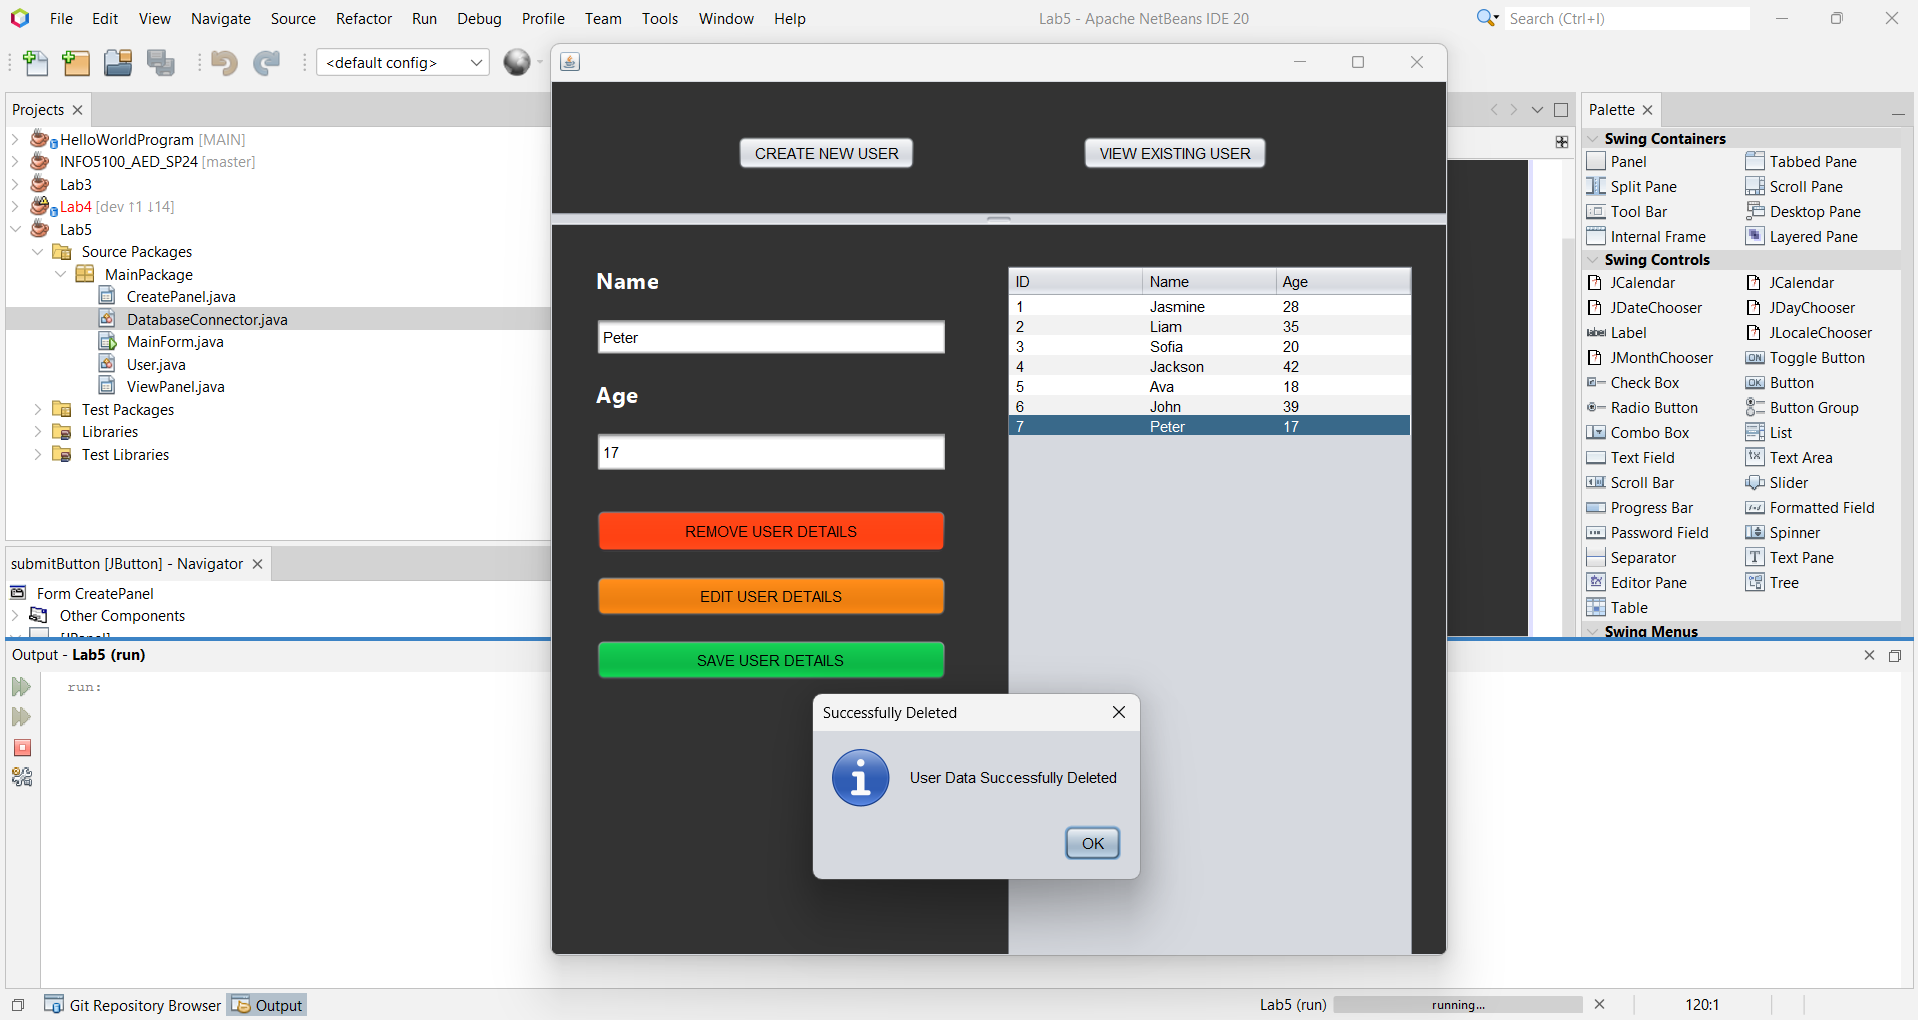 File Edit View Navigate Source Refactor Run Debug Profile Team Tools Window Help
Lab5 - Apache NetBeans IDE 20
Search (Ctrl+I)
<default config>
Projects
HelloWorldProgram [MAIN]
INFO5100_AED_SP24 [master]
Lab3
Lab4 [dev ↑1 ↓14]
Lab5
Source Packages
MainPackage
CreatePanel.java
DatabaseConnector.java
MainForm.java
User.java
ViewPanel.java
Test Packages
Libraries
Test Libraries
submitButton [JButton] - Navigator
Form CreatePanel
Other Components
[JPanel]
CREATE NEW USER
VIEW EXISTING USER
Name
Peter
Age
17
REMOVE USER DETAILS
EDIT USER DETAILS
SAVE USER DETAILS
ID Name Age
1 Jasmine 28
2 Liam 35
3 Sofia 20
4 Jackson 42
5 Ava 18
6 John 39
7 Peter 17
Successfully Deleted
User Data Successfully Deleted
OK
Palette
Swing Containers
Panel Tabbed Pane
Split Pane Scroll Pane
Tool Bar Desktop Pane
Internal Frame Layered Pane
Swing Controls
JCalendar JCalendar
JDateChooser JDayChooser
Label JLocaleChooser
JMonthChooser Toggle Button
Check Box Button
Radio Button Button Group
Combo Box List
Text Field Text Area
Scroll Bar Slider
Progress Bar Formatted Field
Password Field Spinner
Separator Text Pane
Editor Pane Tree
Table
Swing Menus
Output - Lab5 (run)
run:
Git Repository Browser
Output
Lab5 (run)
running...
120:1